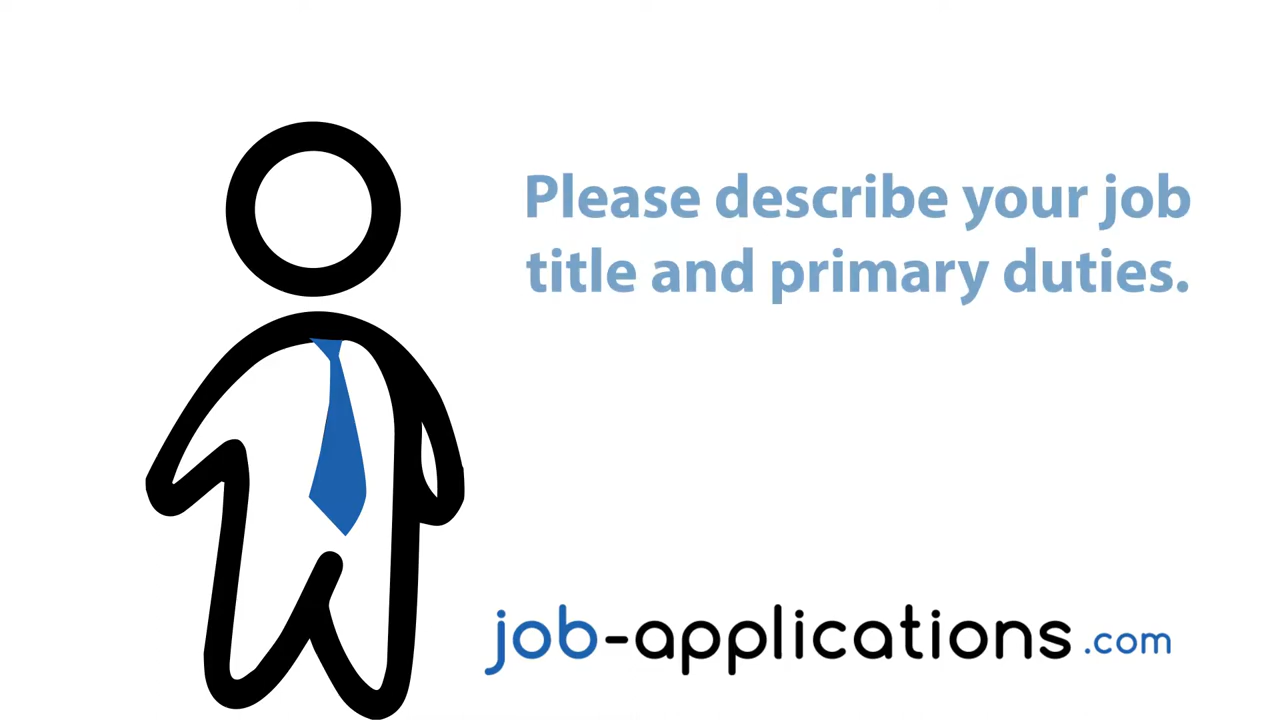 Please describe your job
title and primary duties.
job-applications.com